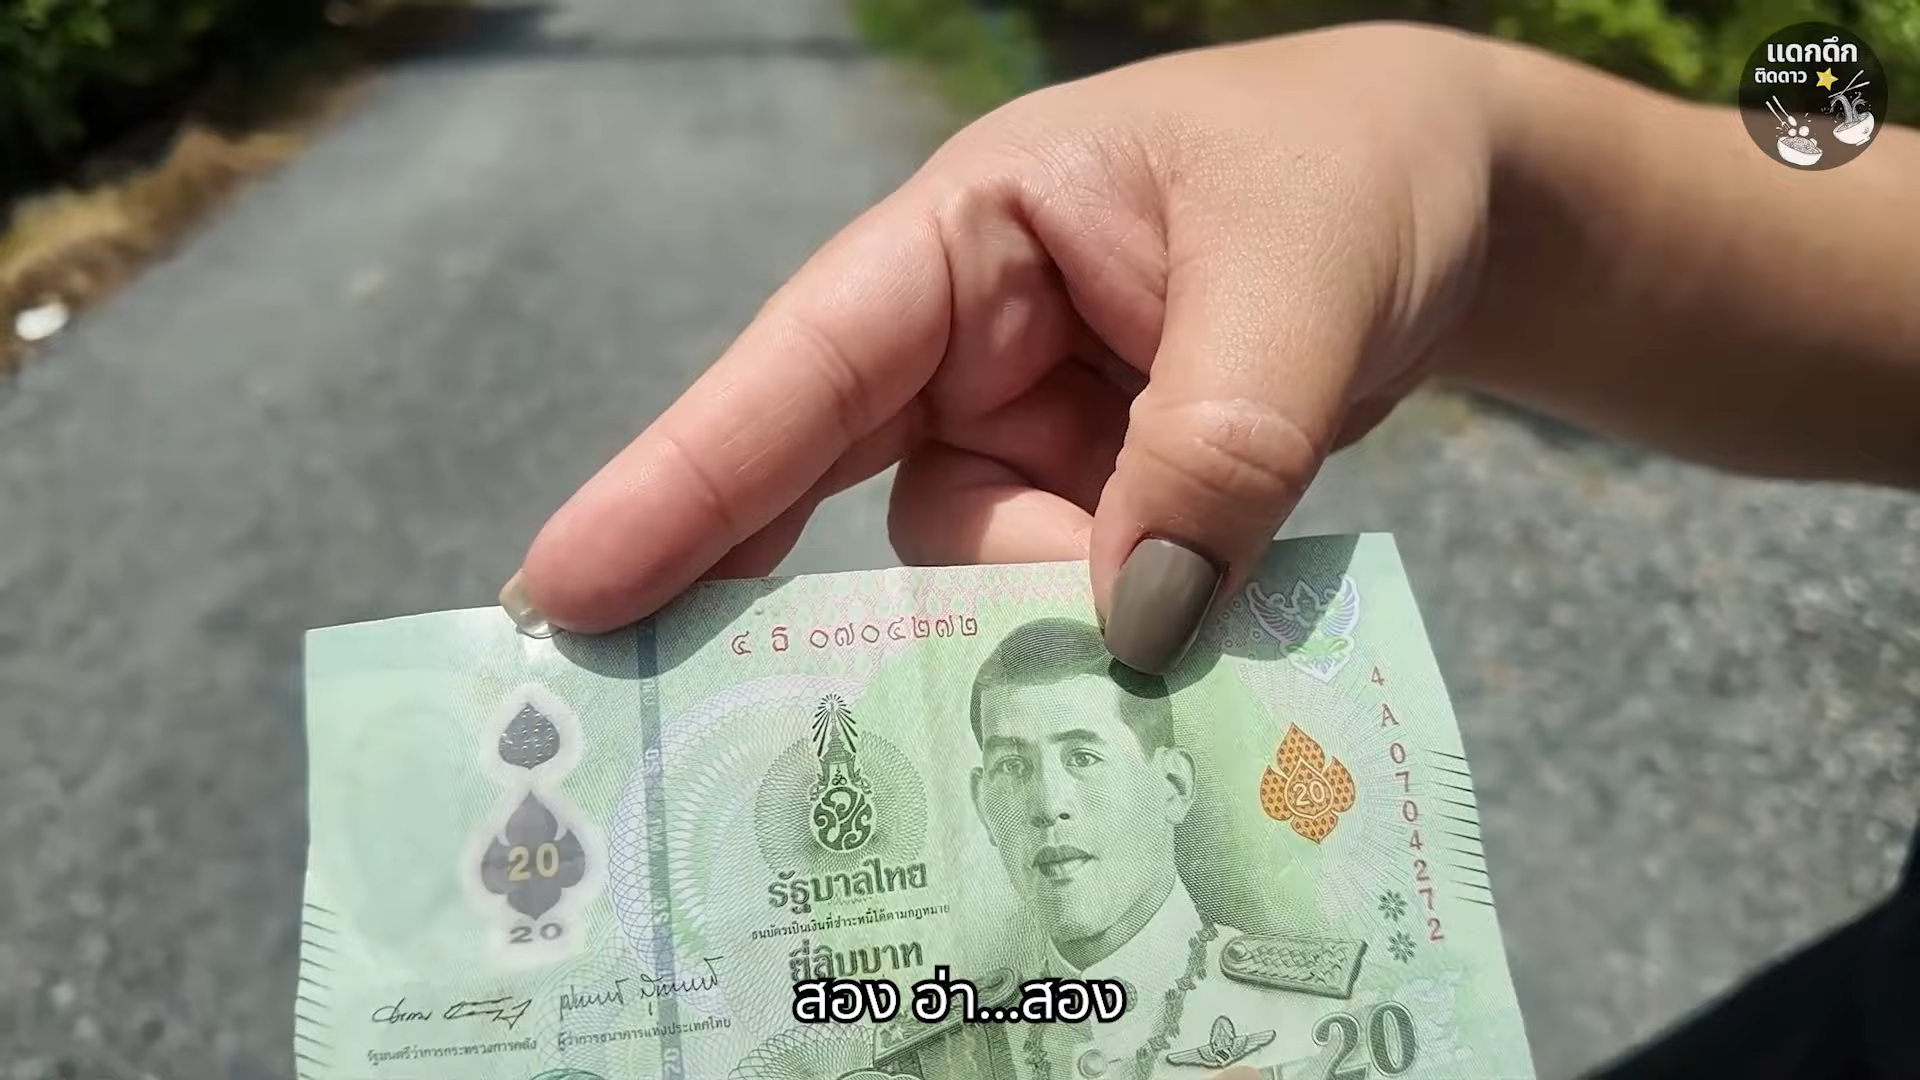 แดกดึก
ติดดาว
๔ ธ ๐๗๐๔๒๗๒
4A0704272
20
20
20
รัฐบาลไทย
ธนบัตรเป็นเงินที่ชำระหนี้ได้ตามกฎหมาย
ยี่สิบบาท
สอง อ่า...สอง
รัฐมนตรีว่าการกระทรวงการคลัง
ผู้ว่าการธนาคารแห่งประเทศไทย
20
20